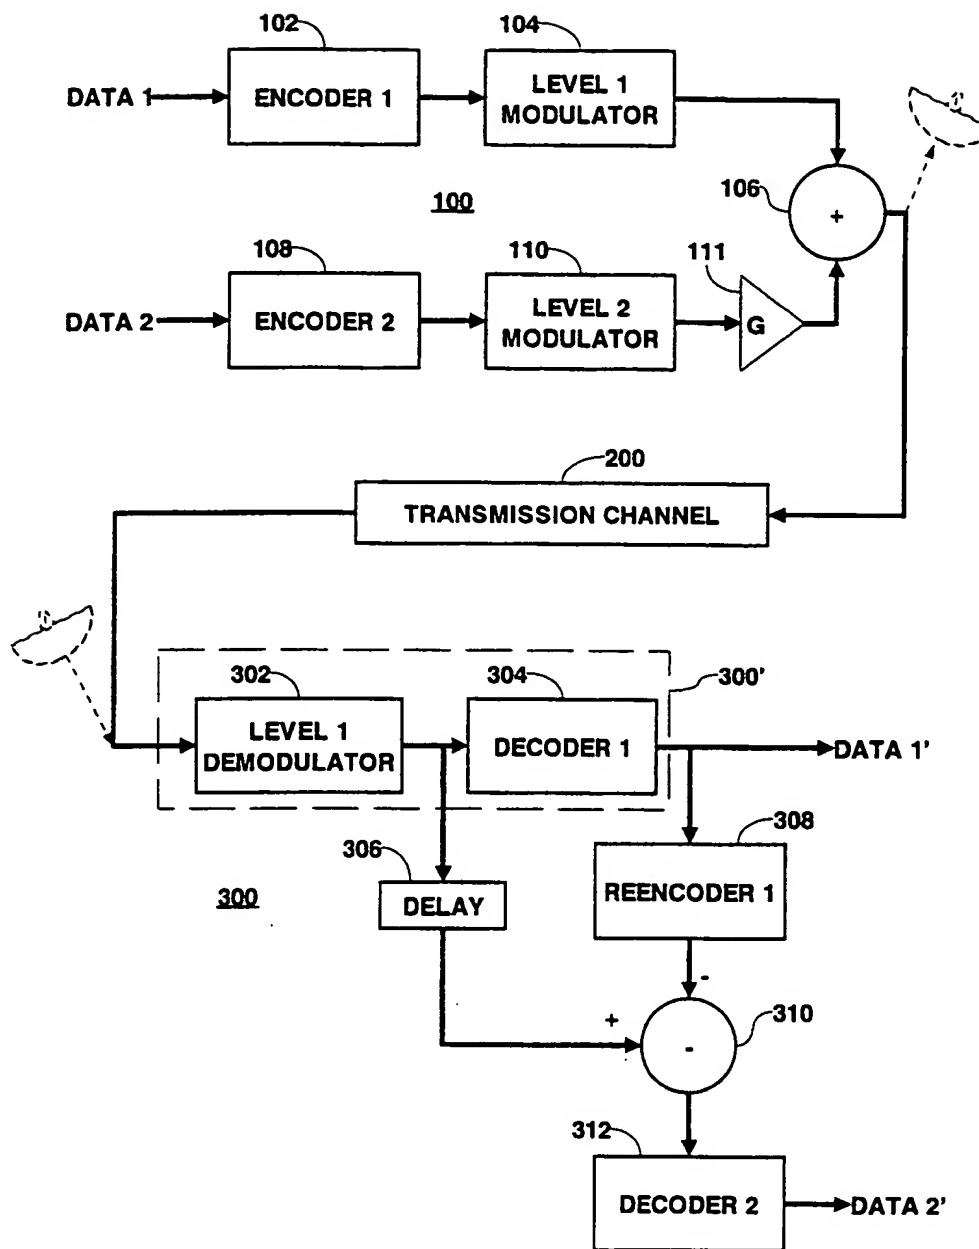 102
104
DATA 1
ENCODER 1
LEVEL 1
MODULATOR
106
+
100
108
110
111
DATA 2
ENCODER 2
LEVEL 2
MODULATOR
G
200
TRANSMISSION CHANNEL
302
304
300'
LEVEL 1
DEMODULATOR
DECODER 1
DATA 1'
306
308
300
DELAY
REENCODER 1
-
+
310
-
312
DECODER 2
DATA 2'